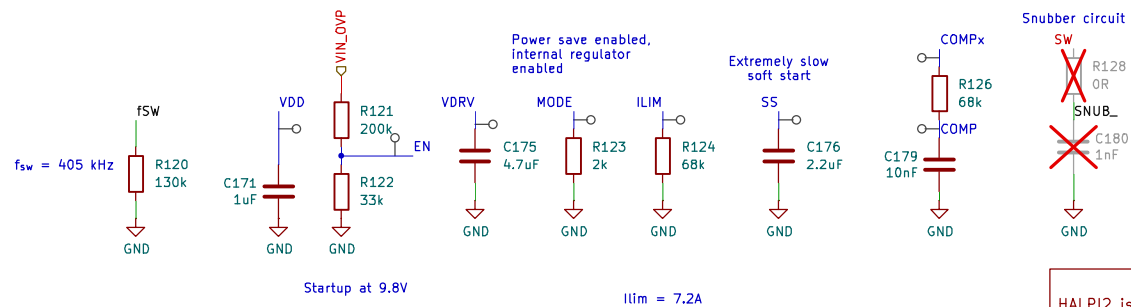 Snubber circuit
VIN_OVP
Power save enabled,
internal regulator
enabled
Extremely slow
soft start
COMPx
SW
R128
0R
fSW
VDD
R121
200k
VDRV
MODE
ILIM
SS
R126
68k
SNUB_
EN
COMP
C180
1nF
fsw = 405 kHz
R120
130k
C171
1uF
R122
33k
C175
4.7uF
R123
2k
R124
68k
C176
2.2uF
C179
10nF
GND
GND
GND
GND
GND
GND
GND
GND
GND
Startup at 9.8V
Ilim = 7.2A
HALPI2 is